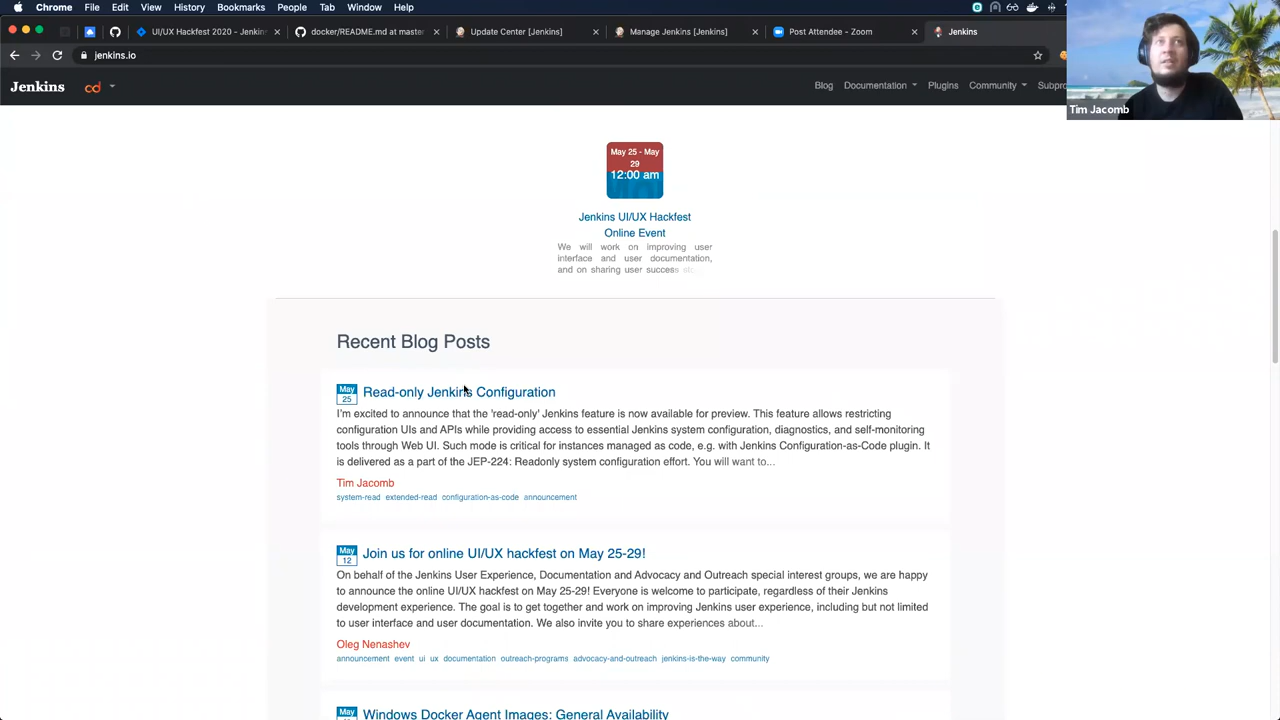 Chrome File Edit View History Bookmarks People Tab Window Help
UI/UX Hackfest 2020 - Jenkin
docker/README.md at maste
Update Center [Jenkins]
Manage Jenkins [Jenkins]
Post Attendee - Zoom
Jenkins
jenkins.io
Jenkins cd Blog Documentation Plugins Community Subpro
Tim Jacomb
May 25 - May
29
12:00 am
Jenkins UI/UX Hackfest
Online Event
We will work on improving user
interface and user documentation,
and on sharing user success
Recent Blog Posts
May
25
Read-only Jenkins Configuration
I'm excited to announce that the 'read-only' Jenkins feature is now available for preview. This feature allows restricting
configuration UIs and APIs while providing access to essential Jenkins system configuration, diagnostics, and self-monitoring
tools through Web UI. Such mode is critical for instances managed as code, e.g. with Jenkins Configuration-as-Code plugin. It
is delivered as a part of the JEP-224: Readonly system configuration effort. You will want to...
Tim Jacomb
system-read extended-read configuration-as-code announcement
May
12
Join us for online UI/UX hackfest on May 25-29!
On behalf of the Jenkins User Experience, Documentation and Advocacy and Outreach special interest groups, we are happy
to announce the online UI/UX hackfest on May 25-29! Everyone is welcome to participate, regardless of their Jenkins
development experience. The goal is to get together and work on improving Jenkins user experience, including but not limited
to user interface and user documentation. We also invite you to share experiences about...
Oleg Nenashev
announcement event ui ux documentation outreach-programs advocacy-and-outreach jenkins-is-the-way community
May
Windows Docker Agent Images: General Availability